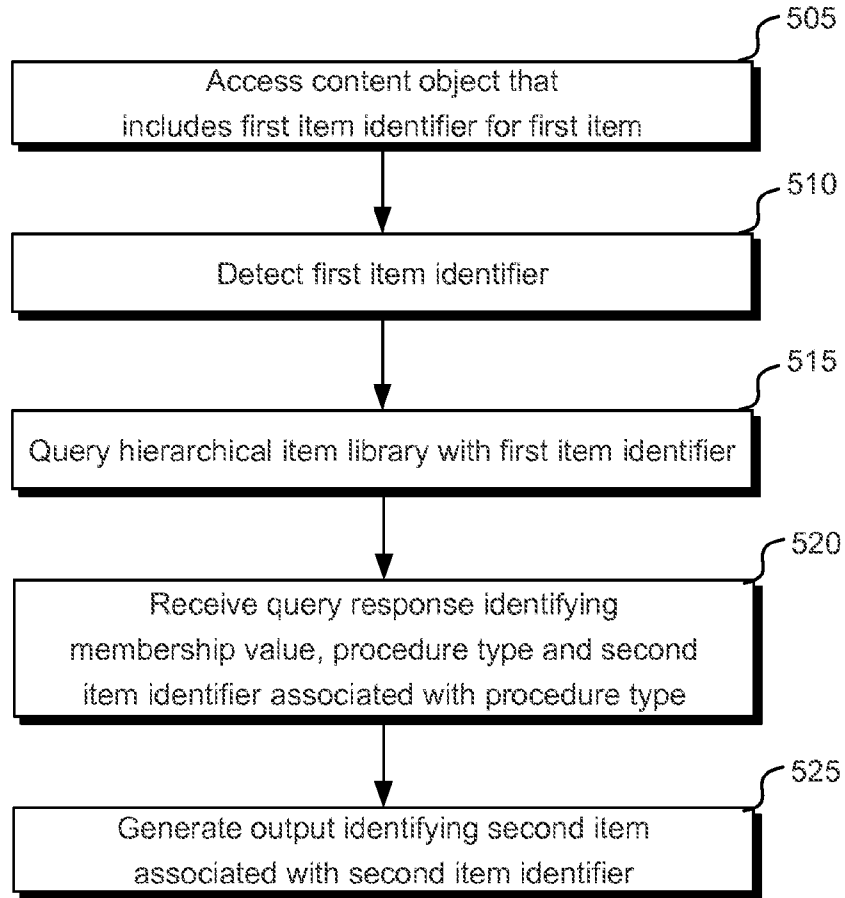 505
Access content object that
includes first item identifier for first item
510
Detect first item identifier
515
Query hierarchical item library with first item identifier
520
Receive query response identifying
membership value, procedure type and second
item identifier associated with procedure type
525
Generate output identifying second item
associated with second item identifier